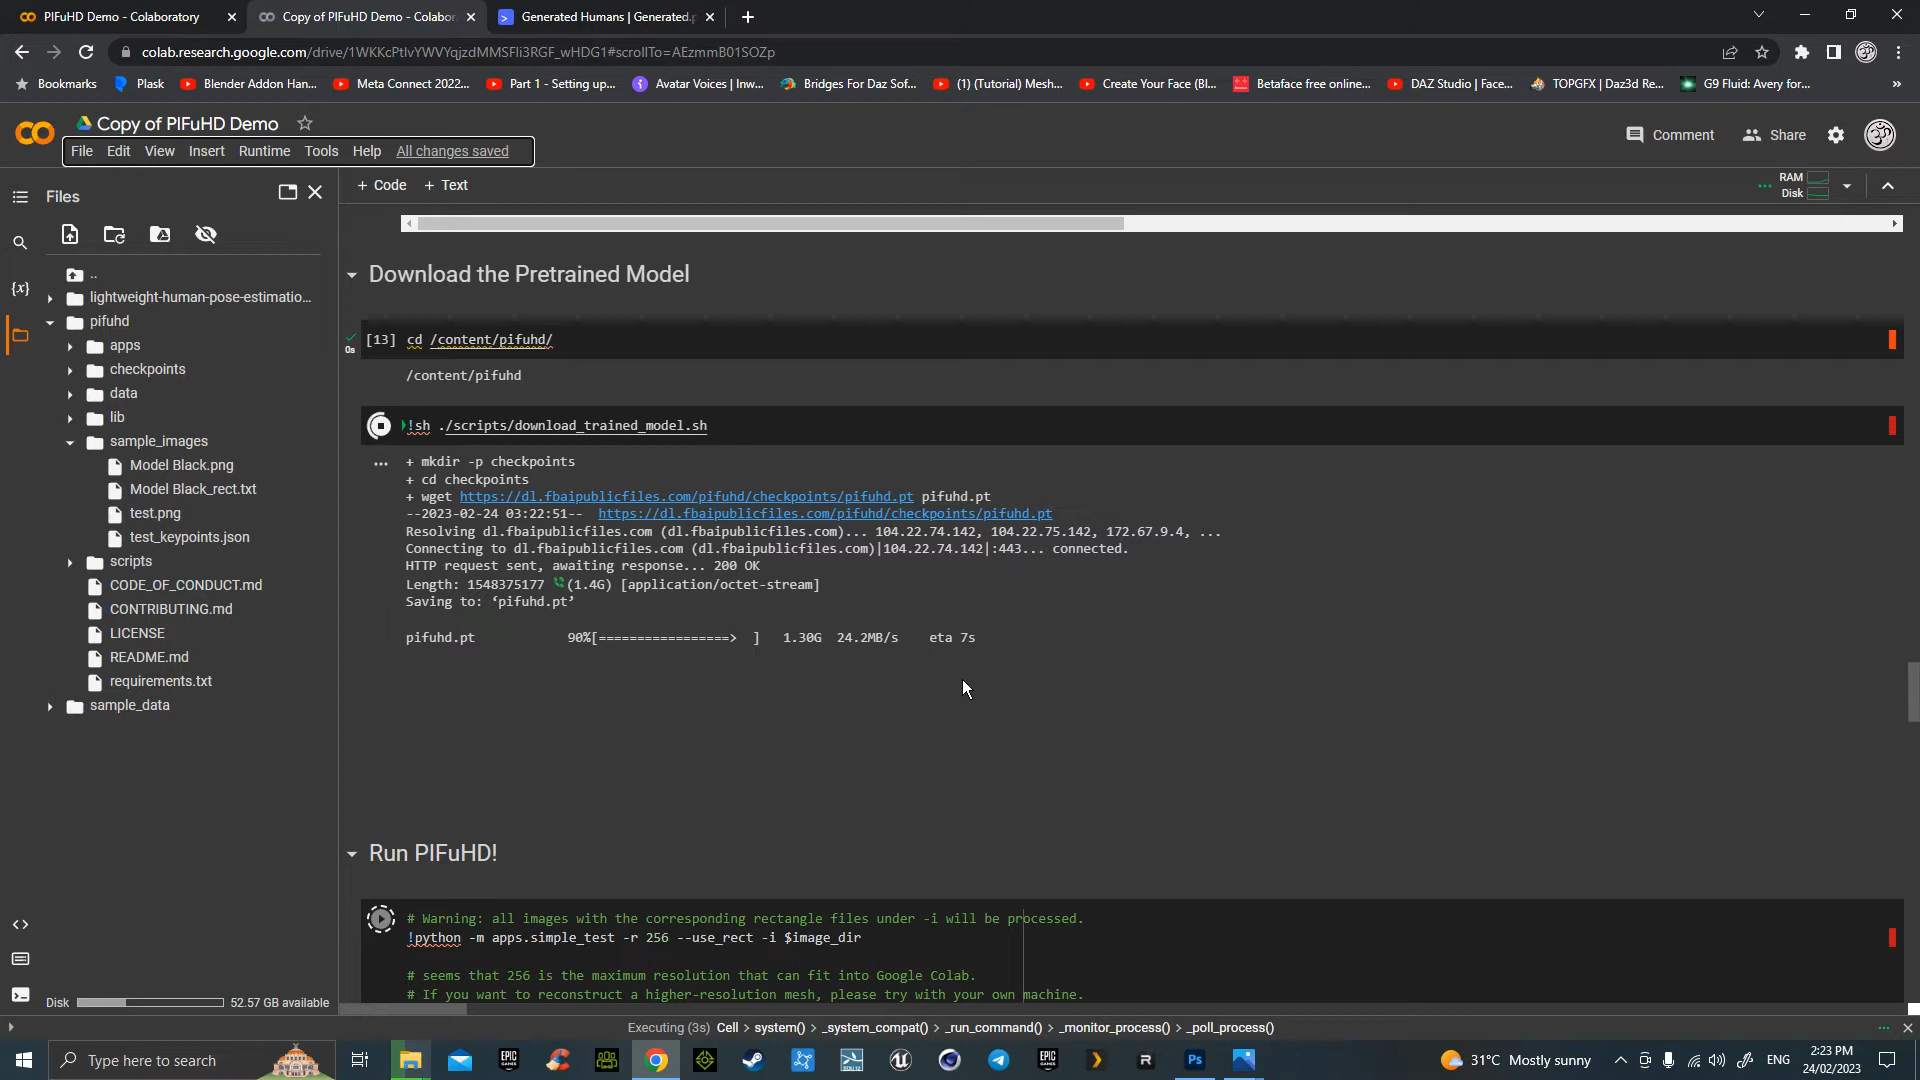 PIFuHD Demo - Colaboratory
Copy of PIFuHD Demo - Colabor
Generated Humans | Generated.p
colab.research.google.com/drive/1WKKcPtIvYWVYqjzdMMSFIi3RGF_wHDG1#scrollTo=AEzmmB01SOZp
Bookmarks
Plask
Blender Addon Han...
Meta Connect 2022...
Part 1 - Setting up...
Avatar Voices | Inw...
Bridges For Daz Sof...
(1) (Tutorial) Mesh...
Create Your Face (Bl...
Betaface free online...
DAZ Studio | Face...
TOPGFX | Daz3d Re...
G9 Fluid: Avery for...
»
Copy of PIFuHD Demo
File Edit View Insert Runtime Tools Help All changes saved
Comment
Share
Files
+ Code + Text
RAM
Disk
..
lightweight-human-pose-estimatio...
pifuhd
apps
checkpoints
data
lib
sample_images
Model Black.png
Model Black_rect.txt
test.png
test_keypoints.json
scripts
CODE_OF_CONDUCT.md
CONTRIBUTING.md
LICENSE
README.md
requirements.txt
sample_data
Disk 52.57 GB available
Download the Pretrained Model
0s
[13] cd /content/pifuhd/
/content/pifuhd
!sh ./scripts/download_trained_model.sh
+ mkdir -p checkpoints
+ cd checkpoints
+ wget https://dl.fbaipublicfiles.com/pifuhd/checkpoints/pifuhd.pt pifuhd.pt
--2023-02-24 03:22:51-- https://dl.fbaipublicfiles.com/pifuhd/checkpoints/pifuhd.pt
Resolving dl.fbaipublicfiles.com (dl.fbaipublicfiles.com)... 104.22.74.142, 104.22.75.142, 172.67.9.4, ...
Connecting to dl.fbaipublicfiles.com (dl.fbaipublicfiles.com)|104.22.74.142|:443... connected.
HTTP request sent, awaiting response... 200 OK
Length: 1548375177 (1.4G) [application/octet-stream]
Saving to: ‘pifuhd.pt’
pifuhd.pt 90%[=================> ] 1.30G 24.2MB/s eta 7s
Run PIFuHD!
# Warning: all images with the corresponding rectangle files under -i will be processed.
!python -m apps.simple_test -r 256 --use_rect -i $image_dir
# seems that 256 is the maximum resolution that can fit into Google Colab.
# If you want to reconstruct a higher-resolution mesh, please try with your own machine.
Executing (3s) Cell > system() > _system_compat() > _run_command() > _monitor_process() > _poll_process()
Type here to search
EPIC GAMES
EPIC GAMES
R
Ps
31°C Mostly sunny
ENG
2:23 PM
24/02/2023